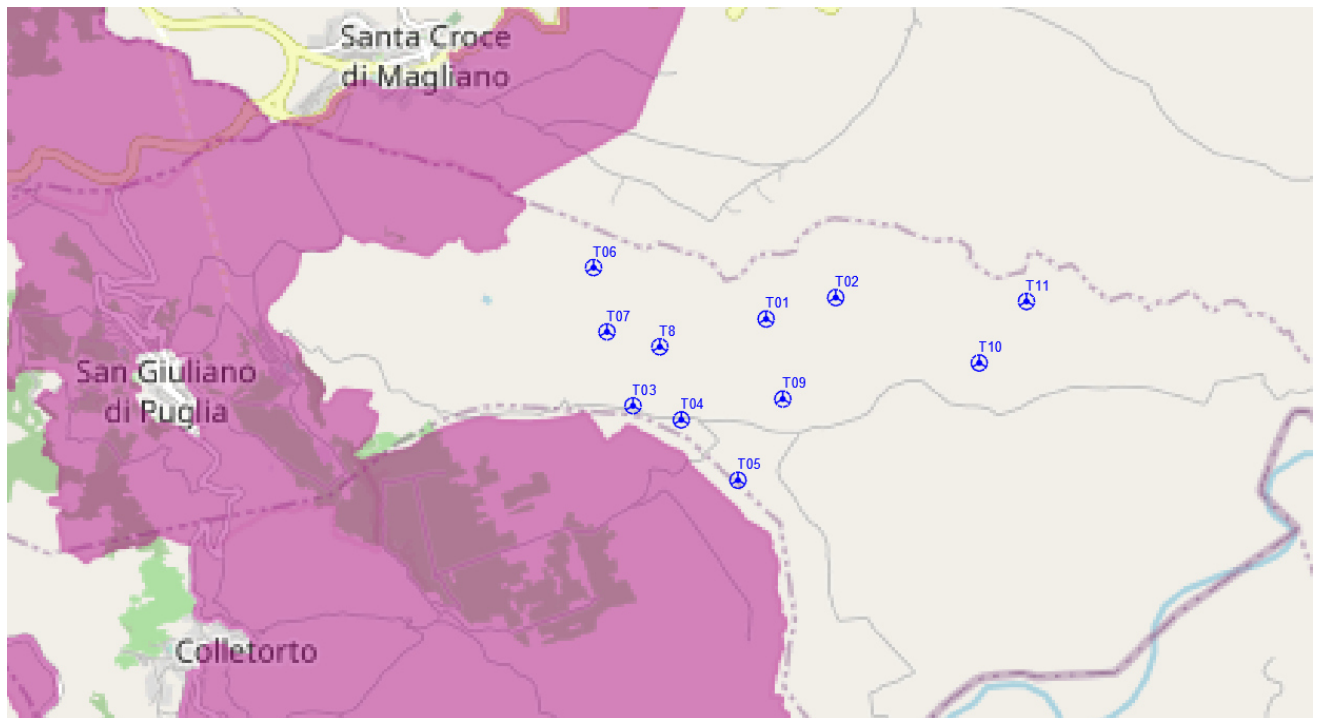 Santa Croce
di Magliano
T06
T02
T11
T01
T07
T8
T10
San Giuliano
di Puglia
T03
T09
T04
T05
Colletorto